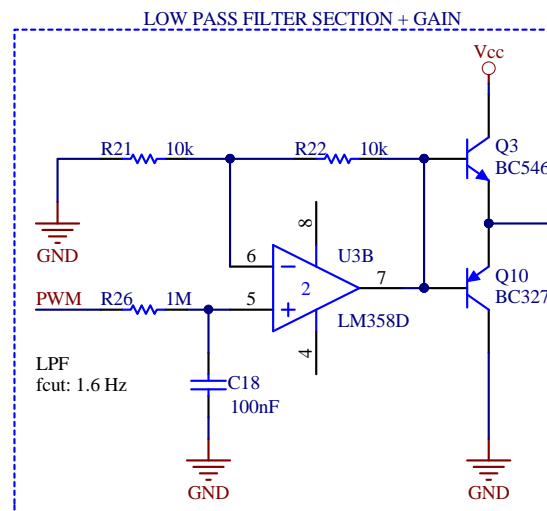 LOW PASS FILTER SECTION + GAIN
Vcc
R21 10k
R22 10k
Q3
BC546
8
GND
6
U3B
2
7
Q10
BC327
PWM
R26 1M
5
LM358D
4
LPF
fcut: 1.6 Hz
C18
100nF
GND
GND